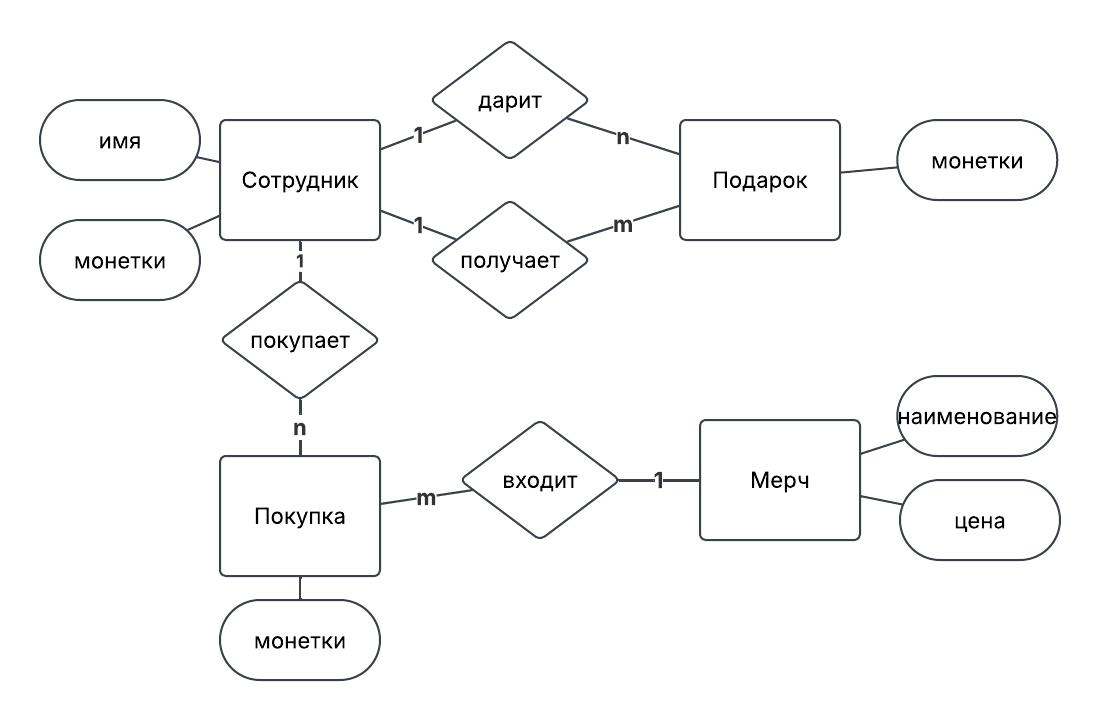 дарит
имя
1
n
монетки
Сотрудник
Подарок
1
m
монетки
получает
1
покупает
наименование
n
входит
1
Мерч
m
Покупка
цена
монетки